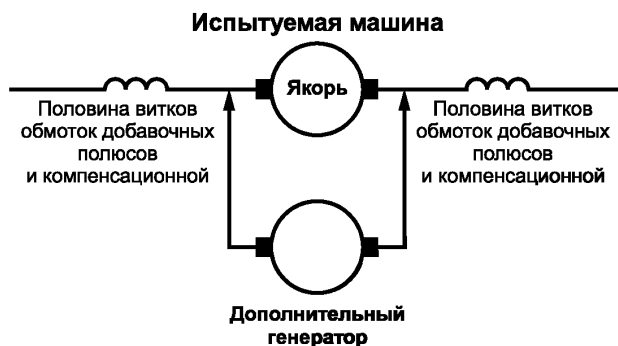 Испытуемая машина
Якорь
Половина витков
обмоток добавочных
полюсов
и компенсационной
Половина витков
обмоток добавочных
полюсов
и компенсационной
Дополнительный
генератор